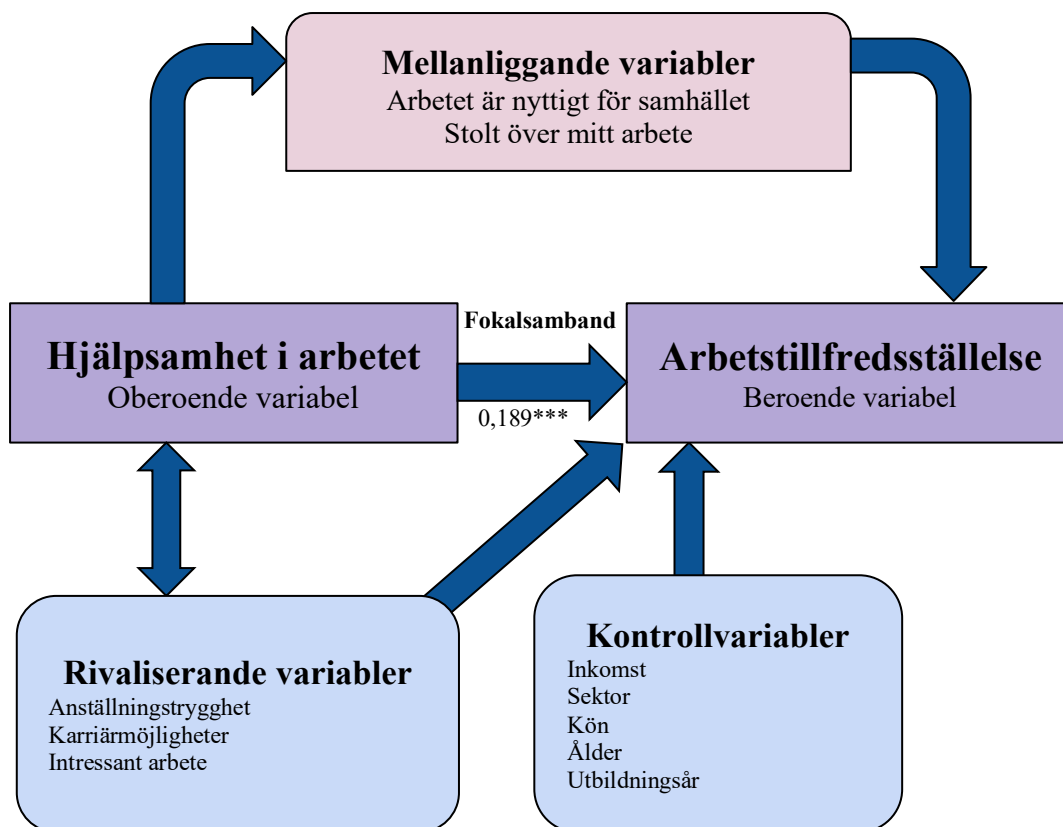 Mellanliggande variabler
Arbetet är nyttigt för samhället
Stolt över mitt arbete
Hjälpsamhet i arbetet
Oberoende variabel
Fokalsamband
0,189***
Arbetstillfredsställelse
Beroende variabel
Rivaliserande variabler
Anställningstrygghet
Karriärmöjligheter
Intressant arbete
Kontrollvariabler
Inkomst
Sektor
Kön
Ålder
Utbildningsår